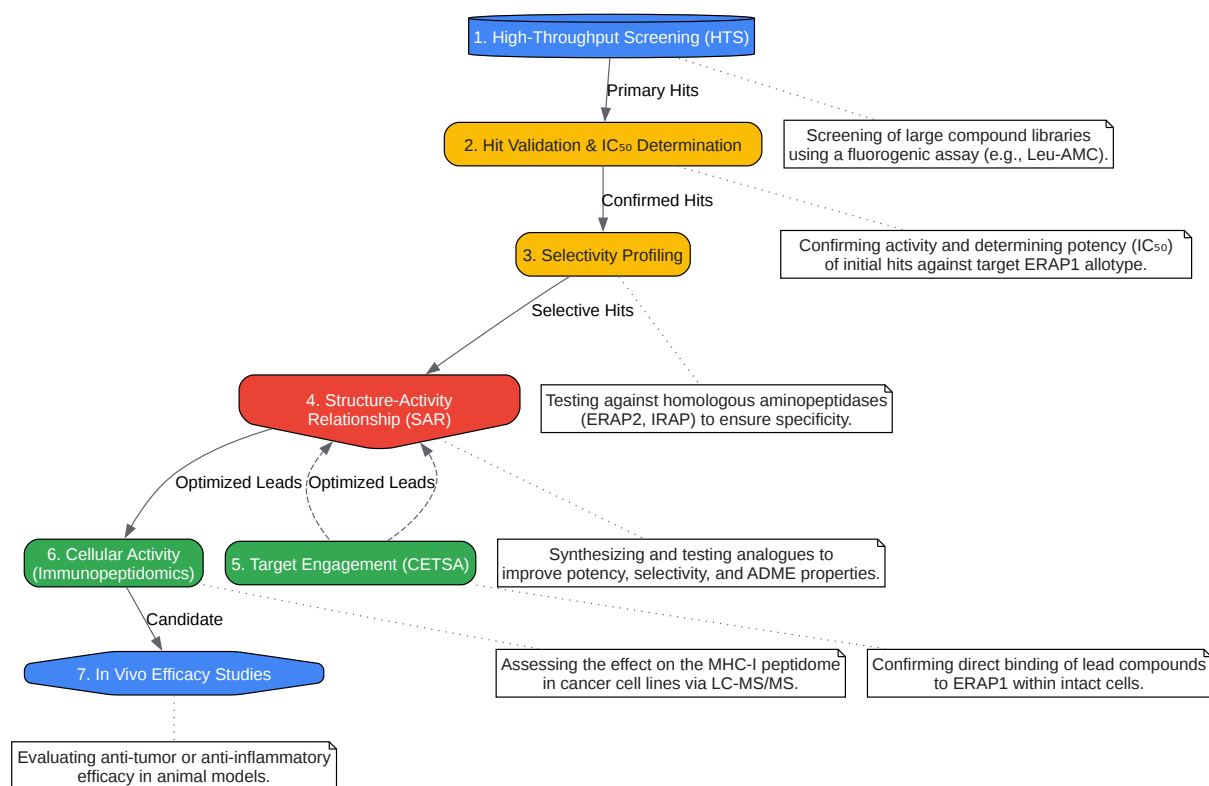 1. High-Throughput Screening (HTS)
Primary Hits
Screening of large compound libraries
using a fluorogenic assay (e.g., Leu-AMC).
2. Hit Validation & IC₅₀ Determination
Confirmed Hits
Confirming activity and determining potency (IC₅₀)
of initial hits against target ERAP1 allotype.
3. Selectivity Profiling
Selective Hits
Testing against homologous aminopeptidases
(ERAP2, IRAP) to ensure specificity.
4. Structure-Activity
Relationship (SAR)
Optimized Leads
Optimized Leads
Synthesizing and testing analogues to
improve potency, selectivity, and ADME properties.
6. Cellular Activity
(Immunopeptidomics)
5. Target Engagement (CETSA)
Candidate
Assessing the effect on the MHC-I peptidome
in cancer cell lines via LC-MS/MS.
Confirming direct binding of lead compounds
to ERAP1 within intact cells.
7. In Vivo Efficacy Studies
Evaluating anti-tumor or anti-inflammatory
efficacy in animal models.